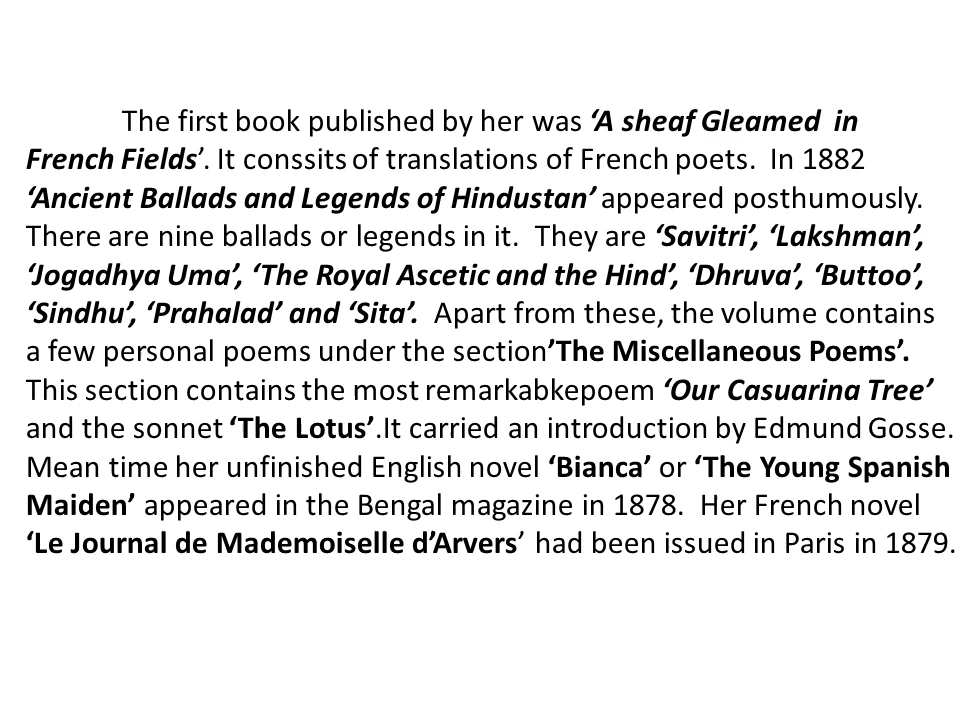 The first book published by her was ‘A sheaf Gleamed  in
French Fields’. It conssits of translations of French poets.  In 1882
‘Ancient Ballads and Legends of Hindustan’ appeared posthumously.
There are nine ballads or legends in it.  They are ‘Savitri’, ‘Lakshman’,
‘Jogadhya Uma’, ‘The Royal Ascetic and the Hind’, ‘Dhruva’, ‘Buttoo’,
‘Sindhu’, ‘Prahalad’ and ‘Sita’.  Apart from these, the volume contains
a few personal poems under the section’The Miscellaneous Poems’.
This section contains the most remarkabkepoem ‘Our Casuarina Tree’
and the sonnet ‘The Lotus’.It carried an introduction by Edmund Gosse.
Mean time her unfinished English novel ‘Bianca’ or ‘The Young Spanish
Maiden’ appeared in the Bengal magazine in 1878.  Her French novel
‘Le Journal de Mademoiselle d’Arvers’ had been issued in Paris in 1879.